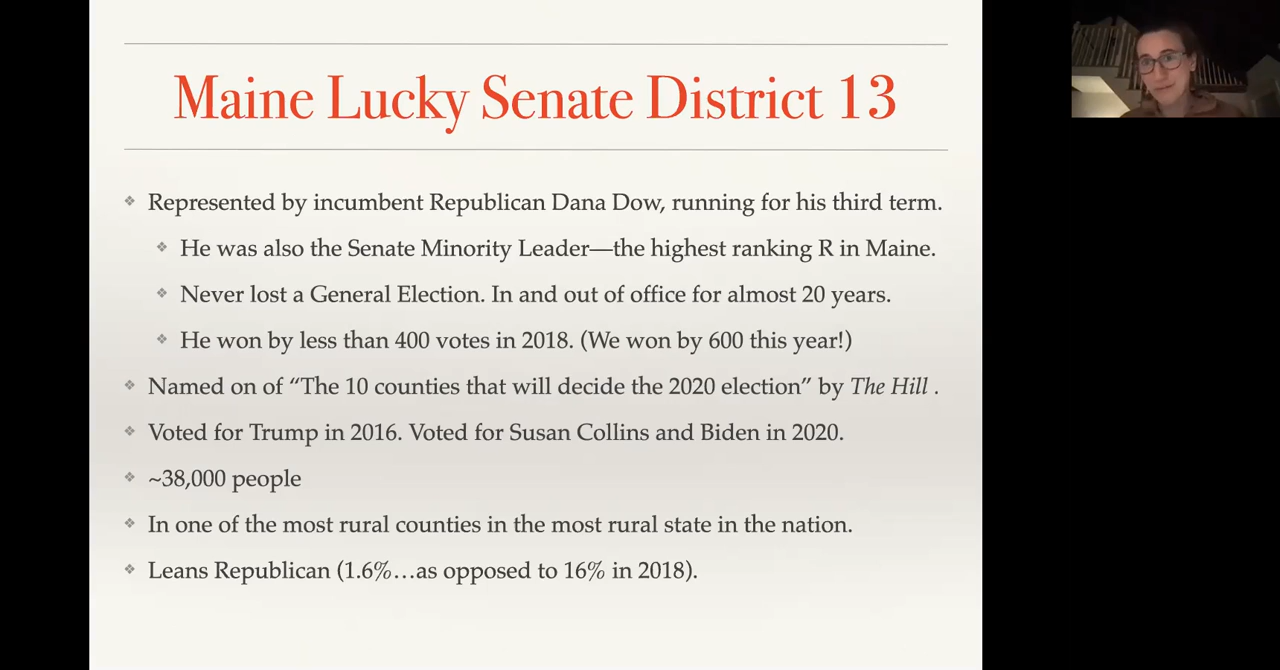 Maine Lucky Senate District 13
Represented by incumbent Republican Dana Dow, running for his third term.
He was also the Senate Minority Leader—the highest ranking R in Maine.
Never lost a General Election. In and out of office for almost 20 years.
He won by less than 400 votes in 2018. (We won by 600 this year!)
Named on of “The 10 counties that will decide the 2020 election” by The Hill .
Voted for Trump in 2016. Voted for Susan Collins and Biden in 2020.
~38,000 people
In one of the most rural counties in the most rural state in the nation.
Leans Republican (1.6%…as opposed to 16% in 2018).